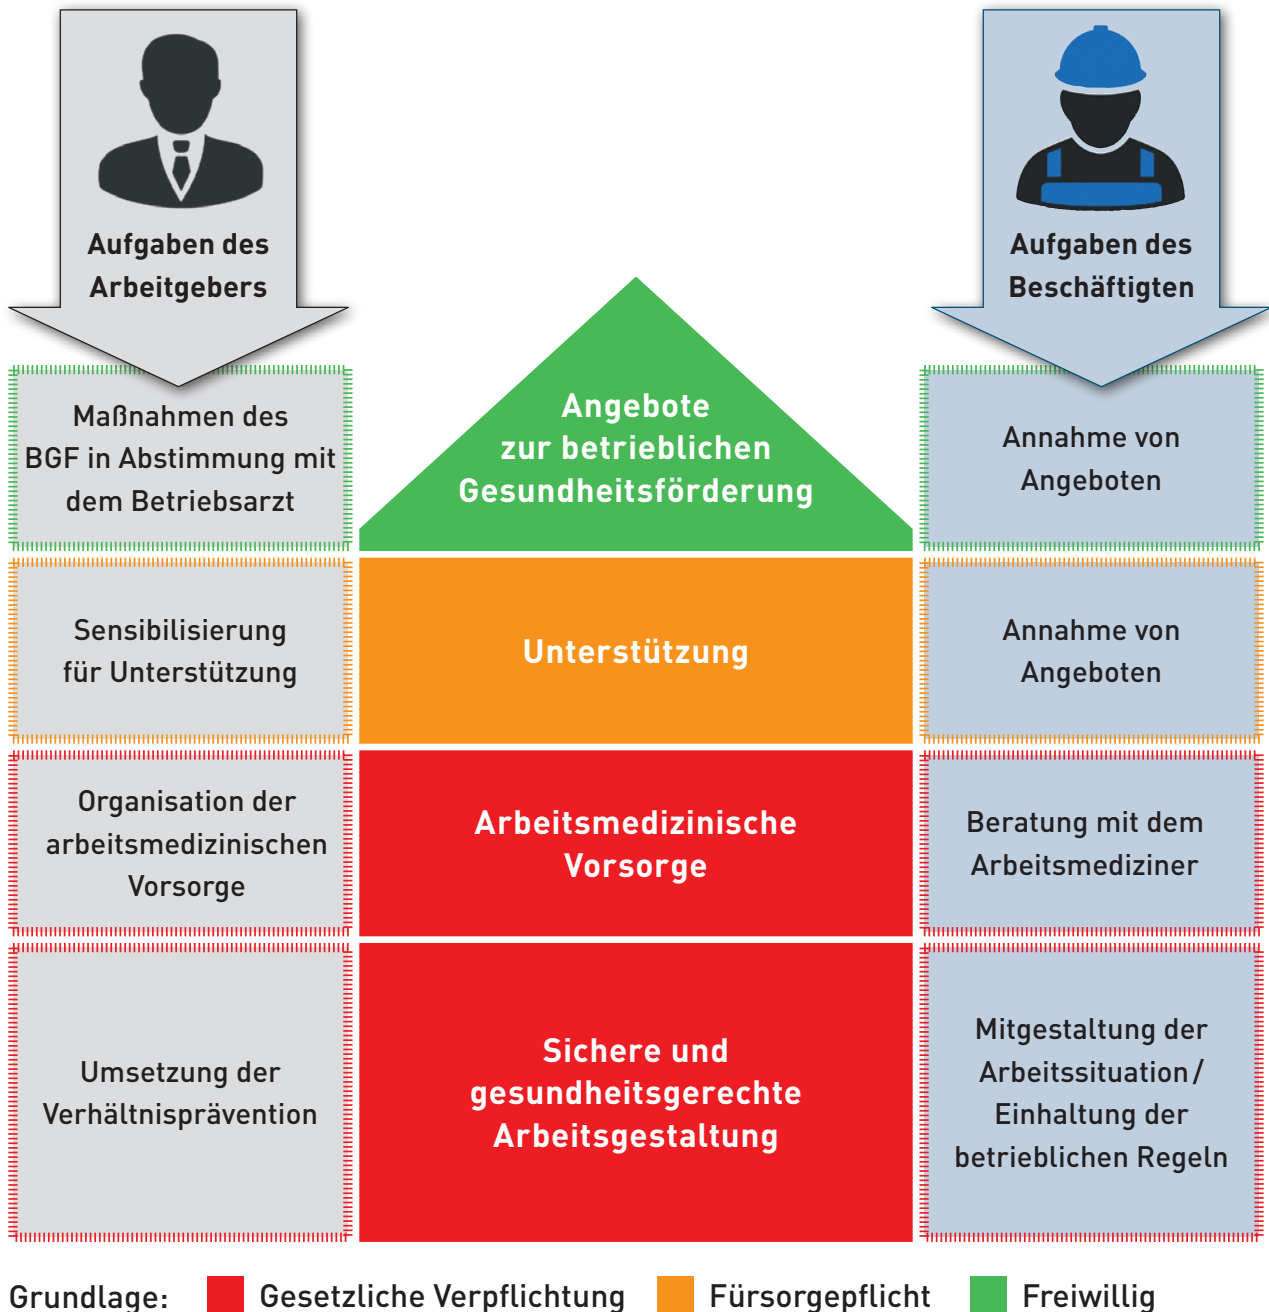 Aufgaben des
Arbeitgebers
Aufgaben des
Beschäftigten
Maßnahmen des
BGF in Abstimmung mit
dem Betriebsarzt
Angebote
zur betrieblichen
Gesundheitsförderung
Annahme von
Angeboten
Sensibilisierung
für Unterstützung
Unterstützung
Annahme von
Angeboten
Organisation der
arbeitsmedizinischen
Vorsorge
Arbeitsmedizinische
Vorsorge
Beratung mit dem
Arbeitsmediziner
Umsetzung der
Verhältnisprävention
Sichere und
gesundheitsgerechte
Arbeitsgestaltung
Mitgestaltung der
Arbeitssituation/
Einhaltung der
betrieblichen Regeln
Grundlage: Gesetzliche Verpflichtung Fürsorgepflicht Freiwillig